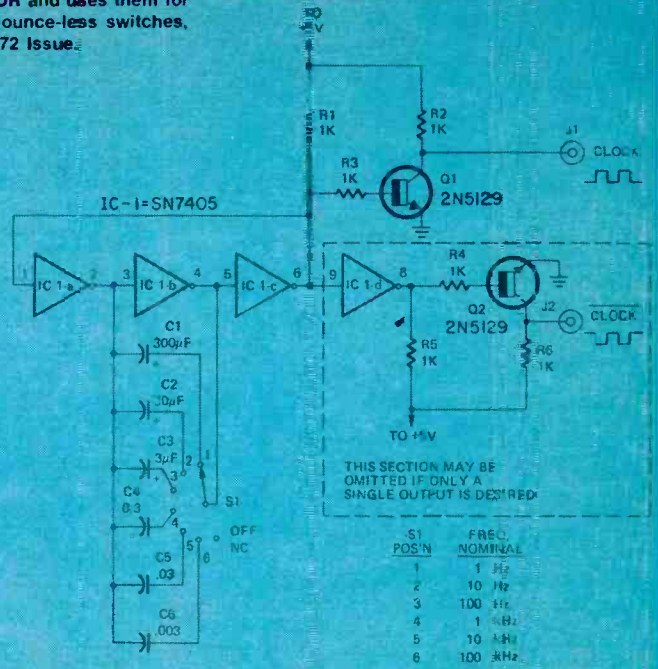 OR and uses them for
ounce-less switches,
72 Issue.
V
R1
1K
R2
1K
J1
CLOCK
R3
1K
Q1
2N5129
IC-1=SN7405
1
IC 1-a
2
3
IC 1-b
4
5
IC 1-c
6
9
IC 1-d
8
R4
1K
Q2
2N5129
J2
CLOCK
R5
1K
R6
1K
TO +5V
C1
300µF
C2
C3
3µF
C4
0.3
C5
.03
C6
.003
1
2
3
4
5
6
S1
OFF
NC
THIS SECTION MAY BE
OMITTED IF ONLY A
SINGLE OUTPUT IS DESIRED
S1 FREQ.
POS'N NOMINAL
1 1 Hz
2 10 Hz
3 100 Hz
4 1 kHz
5 10 kHz
6 100 kHz